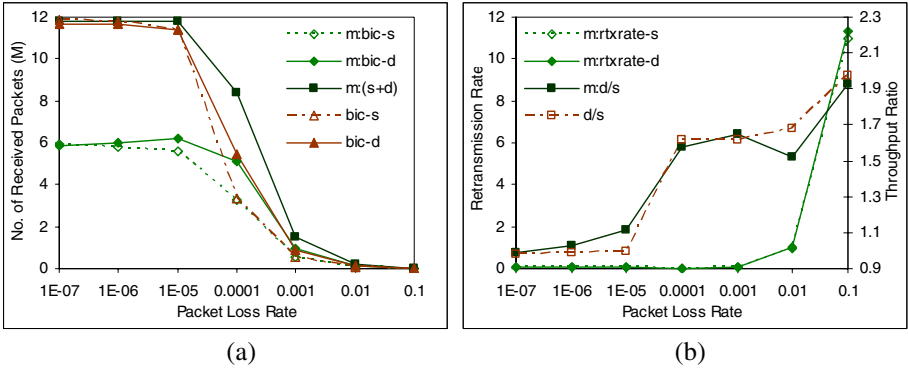 12
10
8
6
4
2
0
No. of Received Packets (M)
m:bic-s
m:bic-d
m:(s+d)
bic-s
bic-d
1E-07 1E-06 1E-05 0.0001 0.001 0.01 0.1
Packet Loss Rate
(a)
12
10
8
6
4
2
0
Retransmission Rate
m:rtxrate-s
m:rtxrate-d
m:d/s
d/s
2.3
2.1
1.9
1.7
1.5
1.3
1.1
0.9
Throughput Ratio
1E-07 1E-06 1E-05 0.0001 0.001 0.01 0.1
Packet Loss Rate
(b)